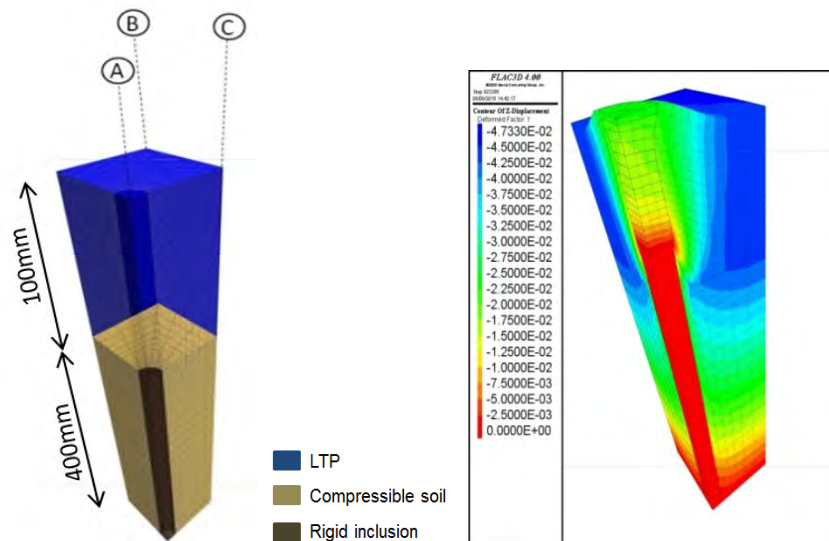 B
C
A
100mm
400mm
LTP
Compressible soil
Rigid inclusion
FLAC3D 4.00
Contour Of Z-Displacement
Deformed Factor: 1
-4.7330E-02
-4.5000E-02
-4.2500E-02
-4.0000E-02
-3.7500E-02
-3.5000E-02
-3.2500E-02
-3.0000E-02
-2.7500E-02
-2.5000E-02
-2.2500E-02
-2.0000E-02
-1.7500E-02
-1.5000E-02
-1.2500E-02
-1.0000E-02
-7.5000E-03
-5.0000E-03
-2.5000E-03
0.0000E+00